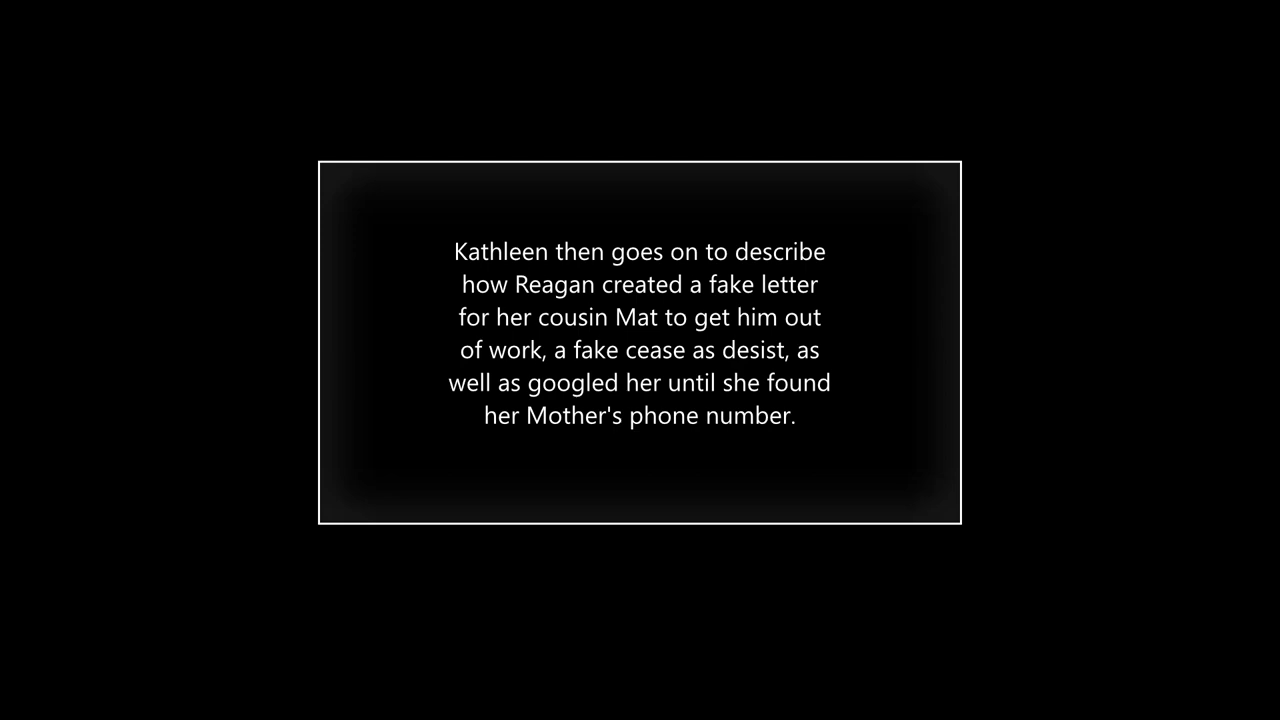 Kathleen then goes on to describe
how Reagan created a fake letter
for her cousin Mat to get him out
of work, a fake cease as desist, as
well as googled her until she found
her Mother's phone number.